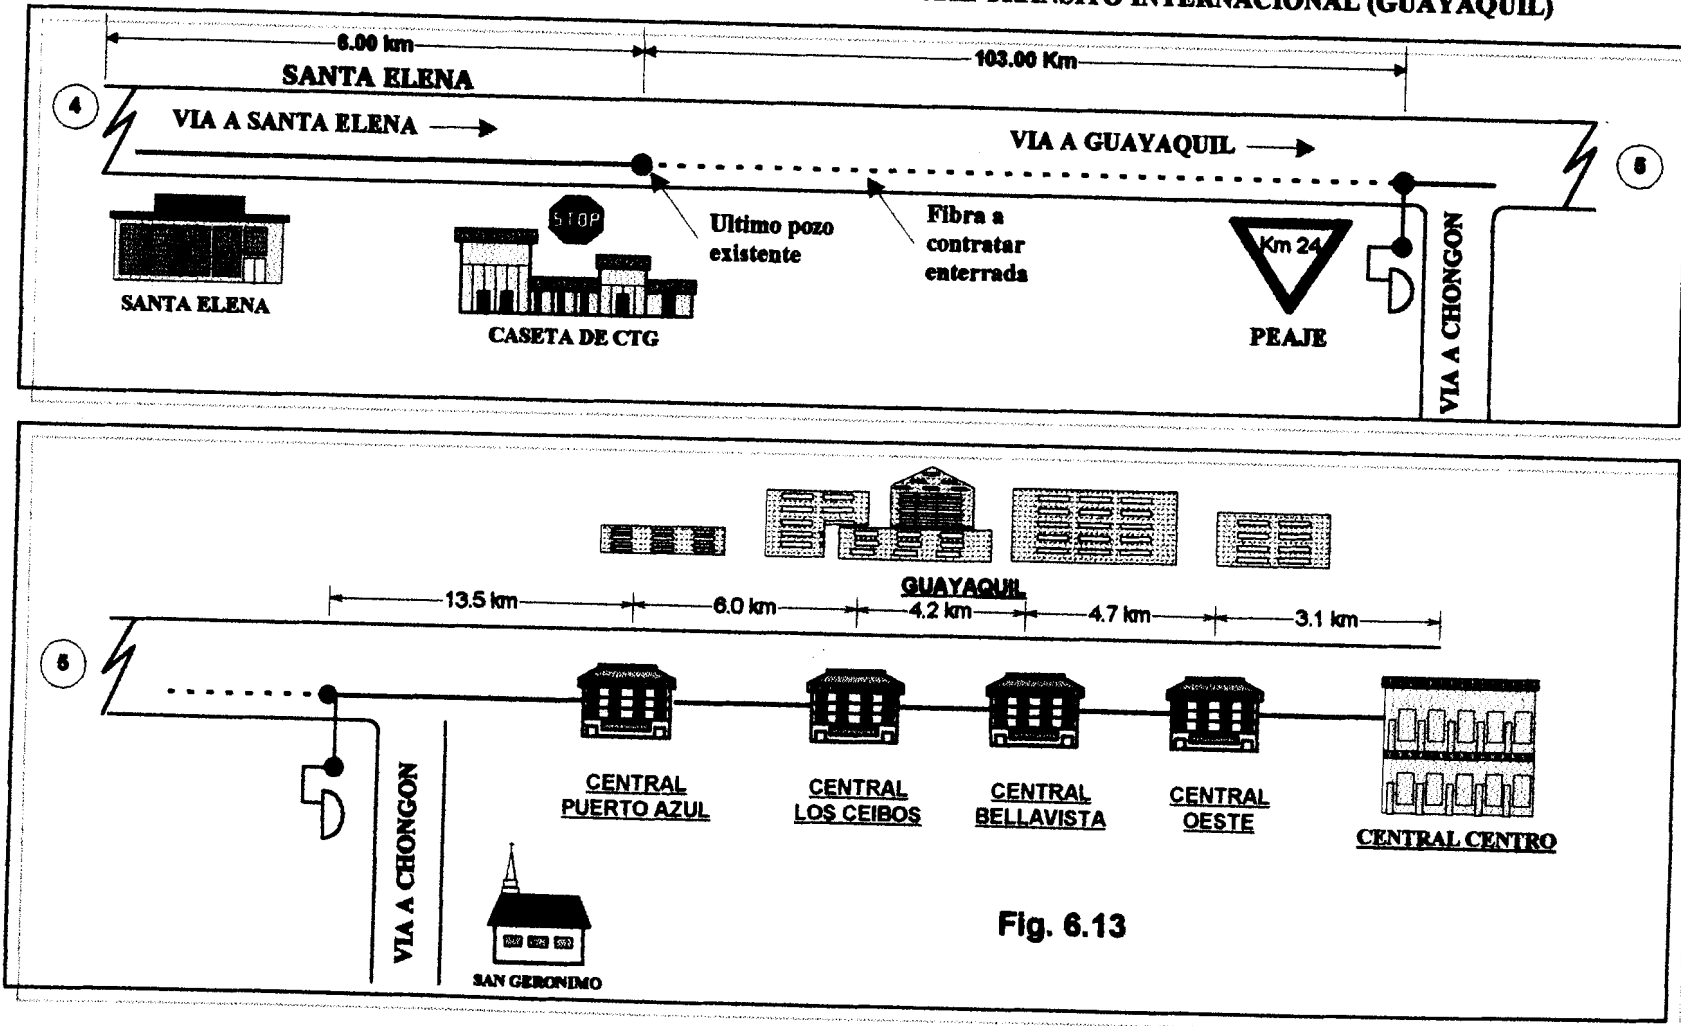 TRANSITO INTERNACIONAL (GUAYAQUIL)
6.00 km
103.00 Km
SANTA ELENA
4
VIA A SANTA ELENA
VIA A GUAYAQUIL
5
STOP
Ultimo pozo
existente
Fibra a
contratar
enterrada
Km 24
SANTA ELENA
CASETA DE CTG
PEAJE
VIA A CHONGON
GUAYAQUIL
13.5 km
6.0 km
4.2 km
4.7 km
3.1 km
5
CENTRAL
PUERTO AZUL
CENTRAL
LOS CEIBOS
CENTRAL
BELLAVISTA
CENTRAL
OESTE
CENTRAL CENTRO
VIA A CHONGON
SAN GERONIMO
Fig. 6.13